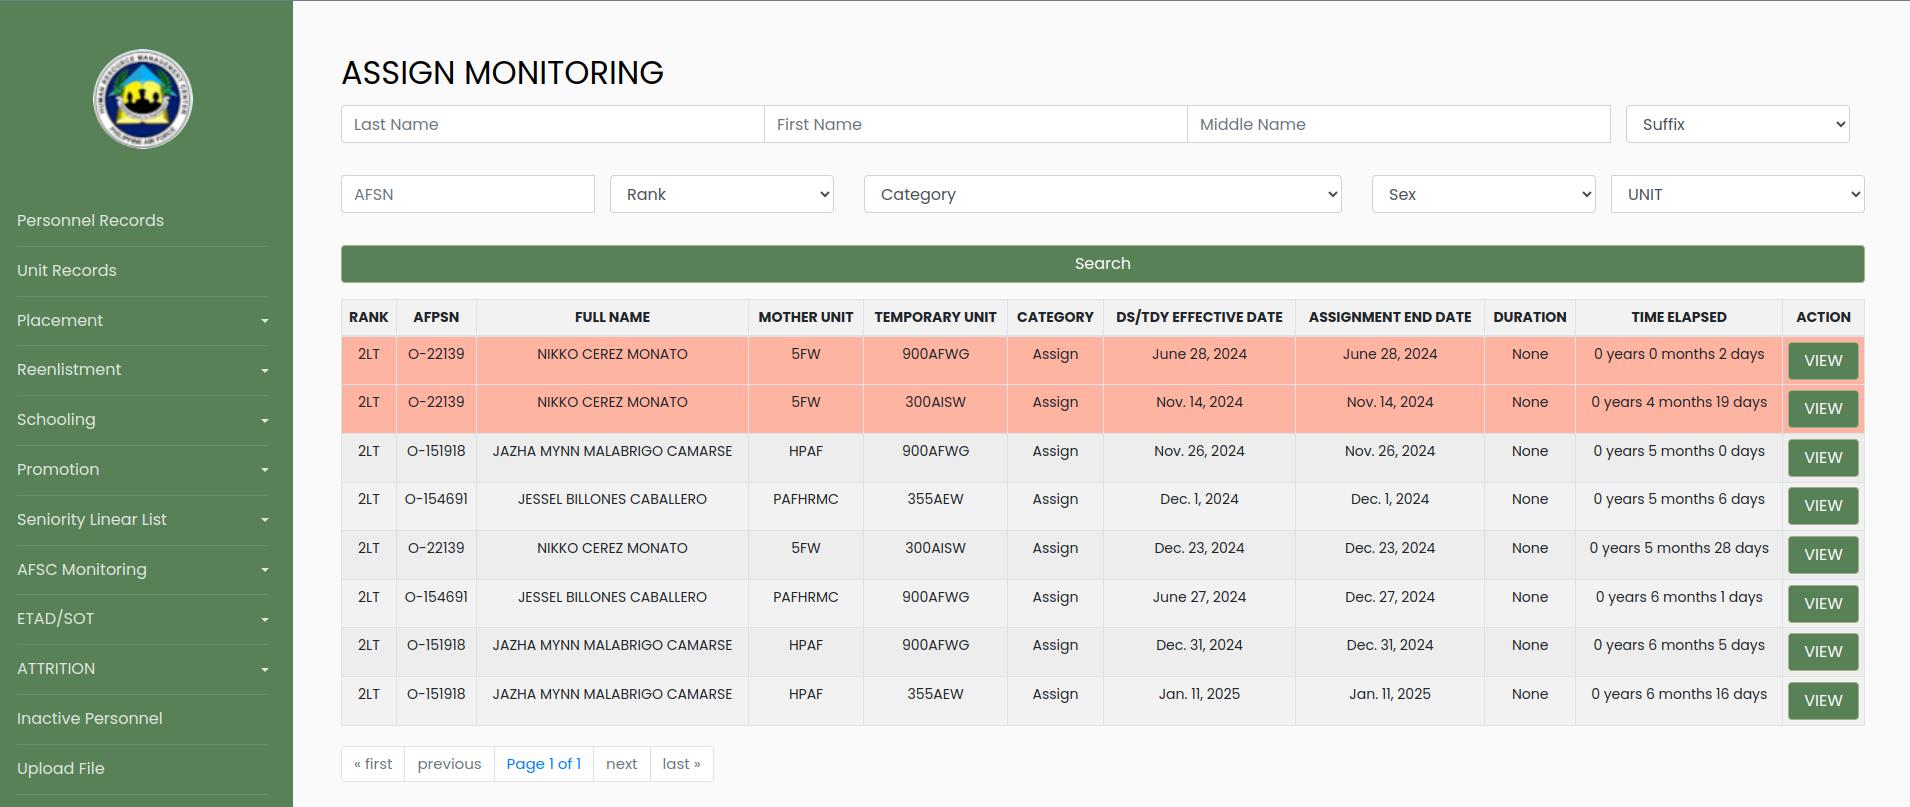 HUMAN RESOURCE MANAGEMENT CENTER
PHILIPPINE AIR FORCE
Personnel Records
Unit Records
Placement
Reenlistment
Schooling
Promotion
Seniority Linear List
AFSC Monitoring
ETAD/SOT
ATTRITION
Inactive Personnel
Upload File
ASSIGN MONITORING
Last Name First Name Middle Name Suffix
AFSN Rank Category Sex UNIT
Search
RANK AFPSN FULL NAME MOTHER UNIT TEMPORARY UNIT CATEGORY DS/TDY EFFECTIVE DATE ASSIGNMENT END DATE DURATION TIME ELAPSED ACTION
2LT O-22139 NIKKO CEREZ MONATO 5FW 900AFWG Assign June 28, 2024 June 28, 2024 None 0 years 0 months 2 days VIEW
2LT O-22139 NIKKO CEREZ MONATO 5FW 300AISW Assign Nov. 14, 2024 Nov. 14, 2024 None 0 years 4 months 19 days VIEW
2LT O-151918 JAZHA MYNN MALABRIGO CAMARSE HPAF 900AFWG Assign Nov. 26, 2024 Nov. 26, 2024 None 0 years 5 months 0 days VIEW
2LT O-154691 JESSEL BILLONES CABALLERO PAFHRMC 355AEW Assign Dec. 1, 2024 Dec. 1, 2024 None 0 years 5 months 6 days VIEW
2LT O-22139 NIKKO CEREZ MONATO 5FW 300AISW Assign Dec. 23, 2024 Dec. 23, 2024 None 0 years 5 months 28 days VIEW
2LT O-154691 JESSEL BILLONES CABALLERO PAFHRMC 900AFWG Assign June 27, 2024 Dec. 27, 2024 None 0 years 6 months 1 days VIEW
2LT O-151918 JAZHA MYNN MALABRIGO CAMARSE HPAF 900AFWG Assign Dec. 31, 2024 Dec. 31, 2024 None 0 years 6 months 5 days VIEW
2LT O-151918 JAZHA MYNN MALABRIGO CAMARSE HPAF 355AEW Assign Jan. 11, 2025 Jan. 11, 2025 None 0 years 6 months 16 days VIEW
« first previous Page 1 of 1 next last »